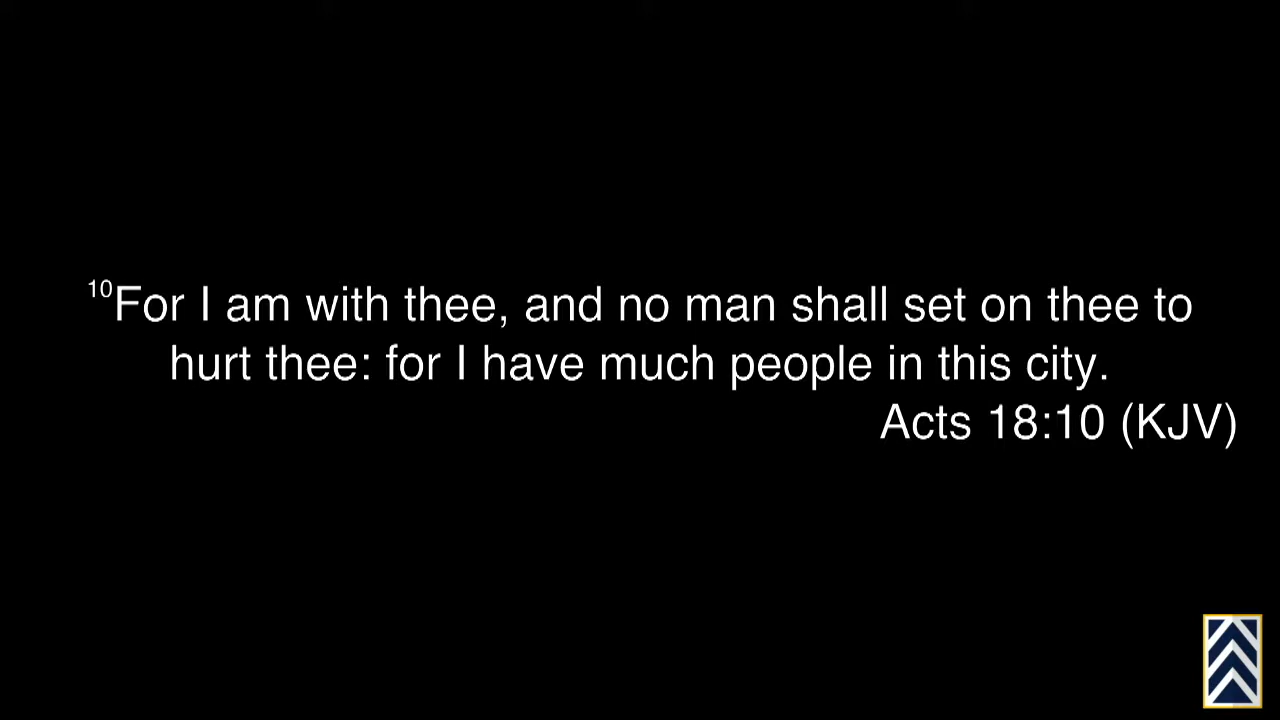 10For I am with thee, and no man shall set on thee to
hurt thee: for I have much people in this city.
Acts 18:10 (KJV)